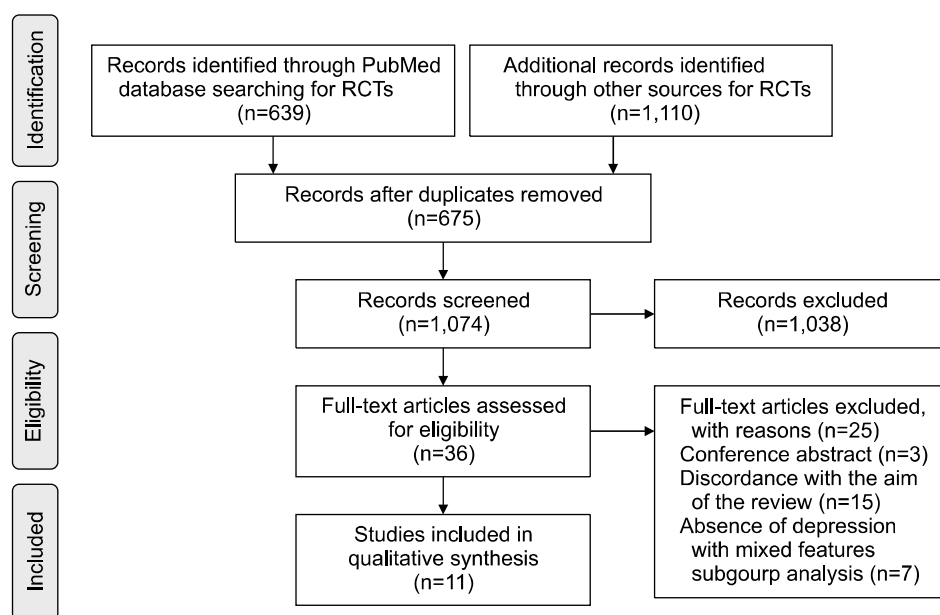 Identification
Records identified through PubMed
database searching for RCTs
(n=639)
Additional records identified
through other sources for RCTs
(n=1,110)
Screening
Records after duplicates removed
(n=675)
Records screened
(n=1,074)
Records excluded
(n=1,038)
Eligibility
Full-text articles assessed
for eligibility
(n=36)
Full-text articles excluded,
with reasons (n=25)
Conference abstract (n=3)
Discordance with the aim
of the review (n=15)
Absence of depression
with mixed features
subgourp analysis (n=7)
Included
Studies included in
qualitative synthesis
(n=11)